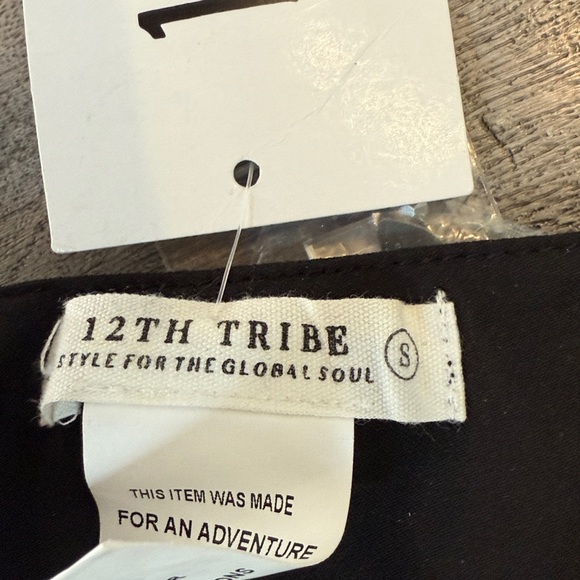 12TH TRIBE
STYLE FOR THE GLOBAL SOUL
S
THIS ITEM WAS MADE
FOR AN ADVENTURE